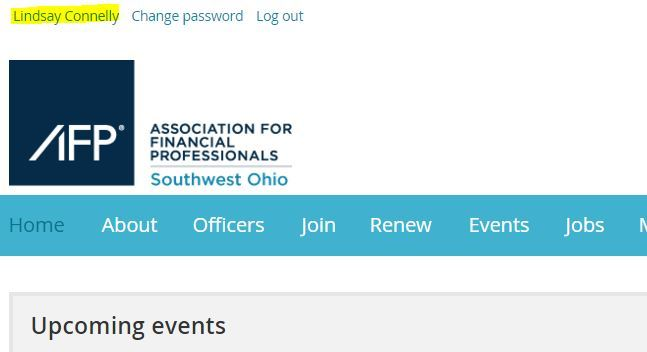 Lindsay Connelly Change password Log out
AFP®
ASSOCIATION FOR
FINANCIAL
PROFESSIONALS
Southwest Ohio
Home About Officers Join Renew Events Jobs
Upcoming events